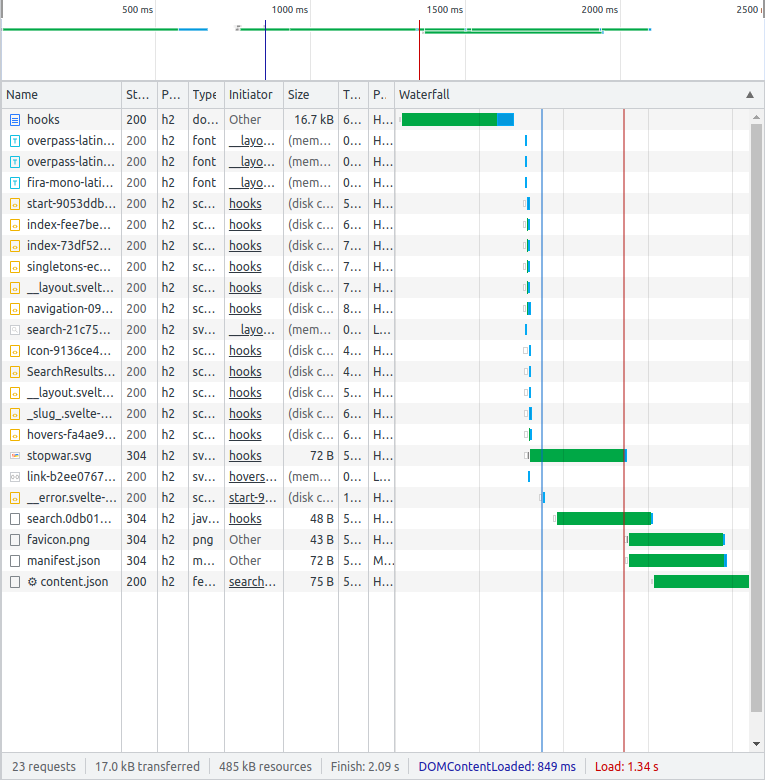 500 ms 1000 ms 1500 ms 2000 ms 2500
Name St... P... Type Initiator Size T... P.. Waterfall
hooks 200 h2 do... Other 16.7 kB 6... H...
overpass-latin... 200 h2 font __layo... (mem... 0... H...
overpass-latin... 200 h2 font __layo... (mem... 0... H...
fira-mono-lati... 200 h2 font __layo... (mem... 0... H...
start-9053ddb... 200 h2 sc... hooks (disk c... 5... H...
index-fee7be... 200 h2 sc... hooks (disk c... 6... H...
index-73df52... 200 h2 sc... hooks (disk c... 7... H...
singletons-ec... 200 h2 sc... hooks (disk c... 7... H...
__layout.svelt... 200 h2 sc... hooks (disk c... 7... H...
navigation-09... 200 h2 sc... hooks (disk c... 8... H...
search-21c75... 200 h2 sv... __layo... (mem... 0... L...
Icon-9136ce4... 200 h2 sc... hooks (disk c... 4... H...
SearchResults... 200 h2 sc... hooks (disk c... 4... H...
__layout.svelt... 200 h2 sc... hooks (disk c... 5... H...
_slug_.svelte-... 200 h2 sc... hooks (disk c... 6... H...
hovers-fa4ae9... 200 h2 sc... hooks (disk c... 6... H...
stopwar.svg 304 h2 sv... hooks 72 B 5... H...
link-b2ee0767... 200 h2 sv... hovers... (mem... 0... L...
__error.svelte-... 200 h2 sc... start-9... (disk c... 1... H...
search.0db01... 304 h2 jav... hooks 48 B 5... H...
favicon.png 304 h2 png Other 43 B 5... H...
manifest.json 304 h2 m... Other 72 B 5... M...
content.json 200 h2 fe... search... 75 B 5... H...
23 requests 17.0 kB transferred 485 kB resources Finish: 2.09 s DOMContentLoaded: 849 ms Load: 1.34 s